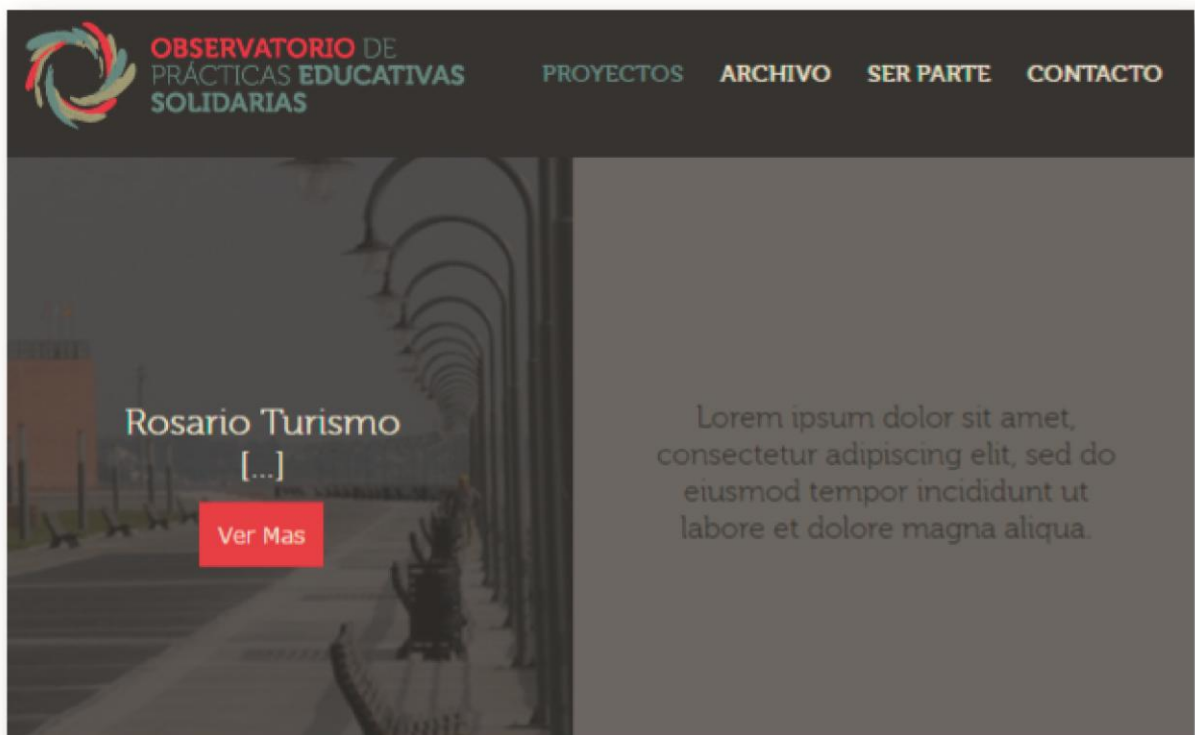 OBSERVATORIO DE
PRÁCTICAS EDUCATIVAS
SOLIDARIAS
PROYECTOS ARCHIVO SER PARTE CONTACTO
Rosario Turismo
[...]
Ver Mas
Lorem ipsum dolor sit amet,
consectetur adipiscing elit, sed do
eiusmod tempor incididunt ut
labore et dolore magna aliqua.